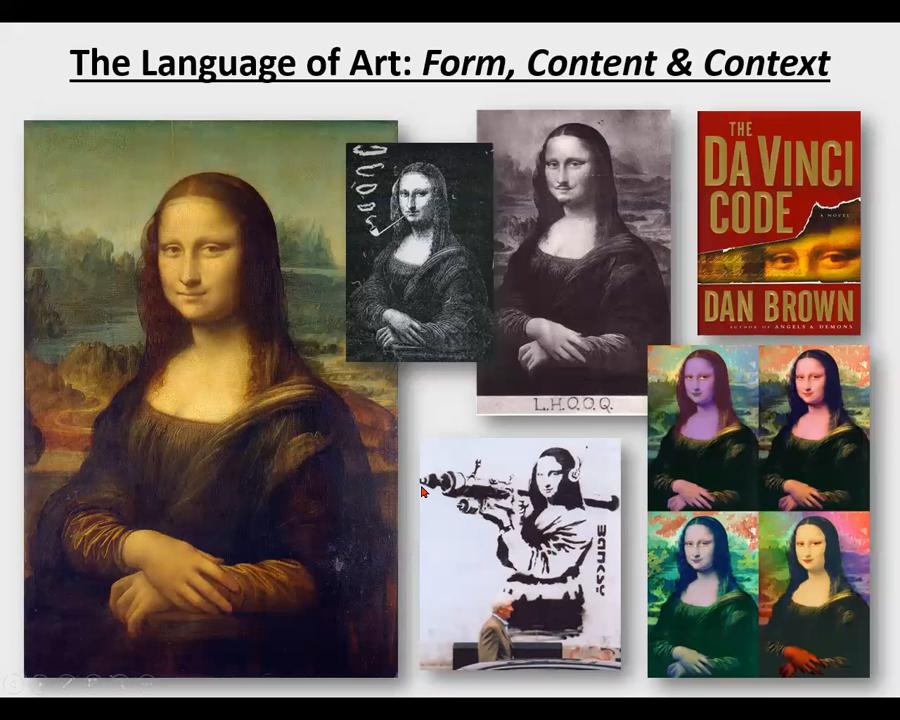 The Language of Art: Form, Content & Context
L.H.O.O.Q.
THE
DA VINCI
CODE
A NOVEL
DAN BROWN
AUTHOR OF ANGELS & DEMONS
BANKSY